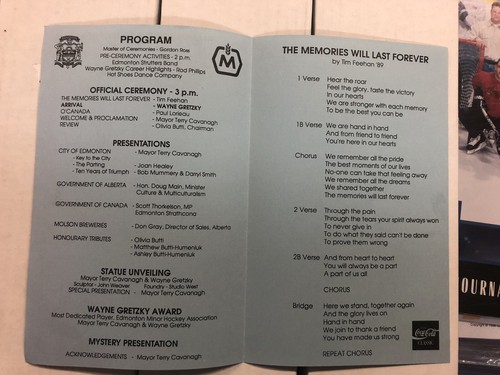 PROGRAM
Master of Ceremonies - Gordon Ross
PRE-CEREMONY ACTIVITIES - 2 p.m.
Edmonton Strutters Band
Wayne Gretzky Career Highlights - Rod Phillips
Hot Shoes Dance Company
M
OFFICIAL CEREMONY - 3 p.m.
THE MEMORIES WILL LAST FOREVER - Tim Feehan
ARRIVAL - WAYNE GRETZKY
O'CANADA - Paul Lorieau
WELCOME & PROCLAMATION - Mayor Terry Cavanagh
REVIEW - Olivia Butti, Chairman
PRESENTATIONS
CITY OF EDMONTON - Mayor Terry Cavanagh
- Key to the City
- The Parting - Joan Healey
- Ten Years of Triumph - Bob Mummery & Darryl Smith
GOVERNMENT OF ALBERTA - Hon. Doug Main, Minister
Culture & Multiculturalism
GOVERNMENT OF CANADA - Scott Thorkelson, MP
Edmonton Strathcona
MOLSON BREWERIES - Don Gray, Director of Sales, Alberta
HONOURARY TRIBUTES - Olivia Butti
- Matthew Butti-Humeniuk
- Ashley Butti-Humeniuk
STATUE UNVEILING
Mayor Terry Cavanagh & Wayne Gretzky
Sculptor - John Weaver Foundry - Studio West
SPECIAL PRESENTATION - Mayor Terry Cavanagh
WAYNE GRETZKY AWARD
Most Dedicated Player, Edmonton Minor Hockey Association
Mayor Terry Cavanagh & Wayne Gretzky
MYSTERY PRESENTATION
ACKNOWLEDGEMENTS - Mayor Terry Cavanagh
THE MEMORIES WILL LAST FOREVER
by Tim Feehan '89
1 Verse Hear the roar
Feel the glory, taste the victory
In our hearts
We are stronger with each memory
To be the best you can be
1B Verse We are hand in hand
And from friend to friend
You're here in our hearts
Chorus We remember all the pride
The best moments of our lives
No-one can take that feeling away
We remember all the dreams
We shared together
The memories will last forever
2 Verse Through the pain
Through the tears your spirit always won
To never give in
To do what they said can't be done
To prove them wrong
2B Verse And from heart to heart
You will always be a part
A part of us all
CHORUS
Bridge Here we stand, together again
And the glory lives on
Hand in hand
We join to thank a friend
You have made us strong
REPEAT CHORUS
Coca-Cola
CLASSIC
OURNA